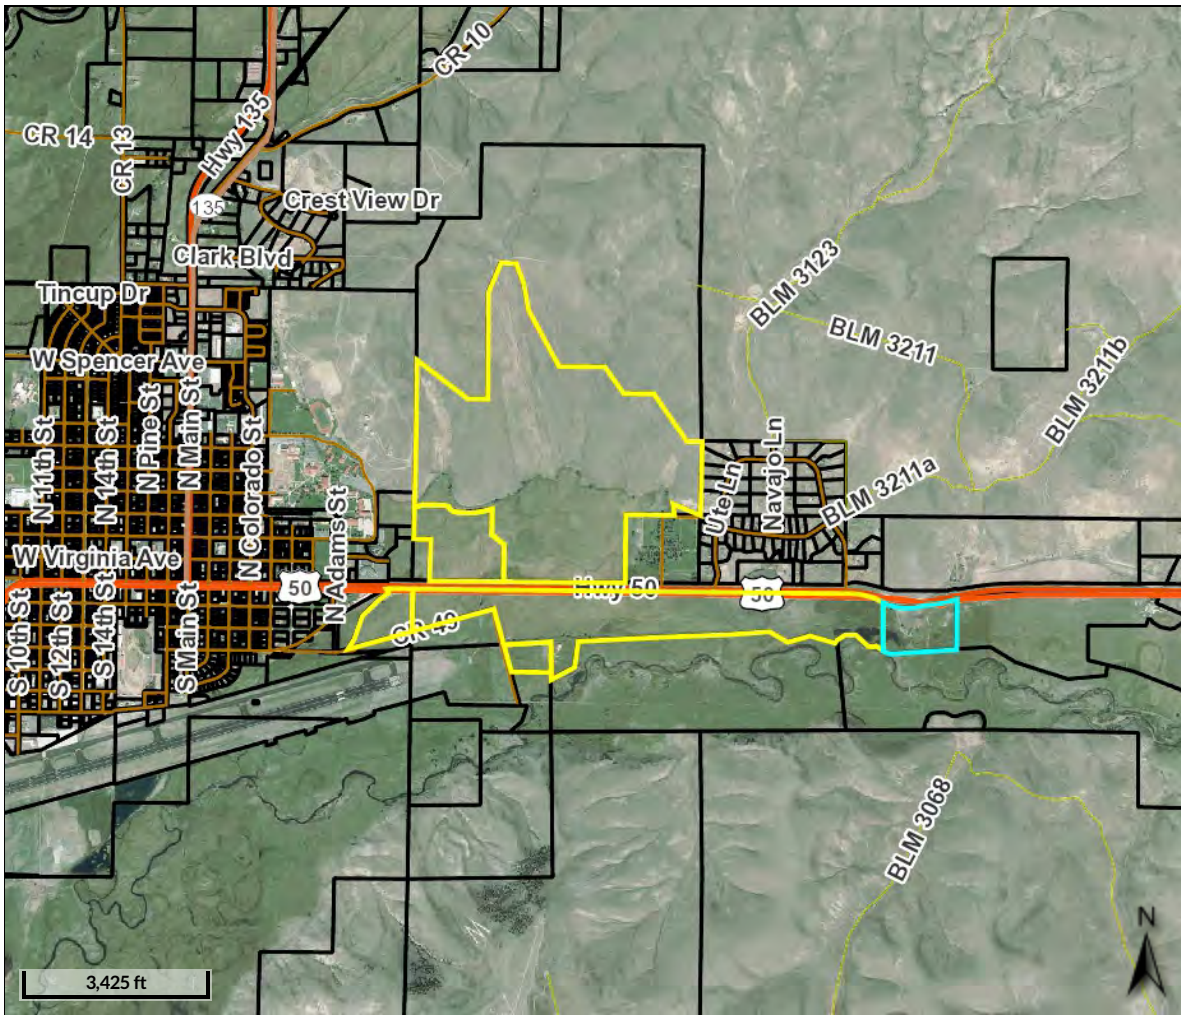 CR 10
CR 14
CR 13
Hwy 135
135
Crest View Dr
Clark Blvd
Tincup Dr
BLM 3123
BLM 3211
BLM 3211b
W Spencer Ave
N Pine St
N Main St
N 11th St
N 14th St
N Colorado St
Navajo Ln
Ute Ln
BLM 3211a
N Adams St
W Virginia Ave
50
Hwy 50
50
CR 49
S 10th St
S 12th St
S 14th St
S Main St
BLM 3068
N
3,425 ft